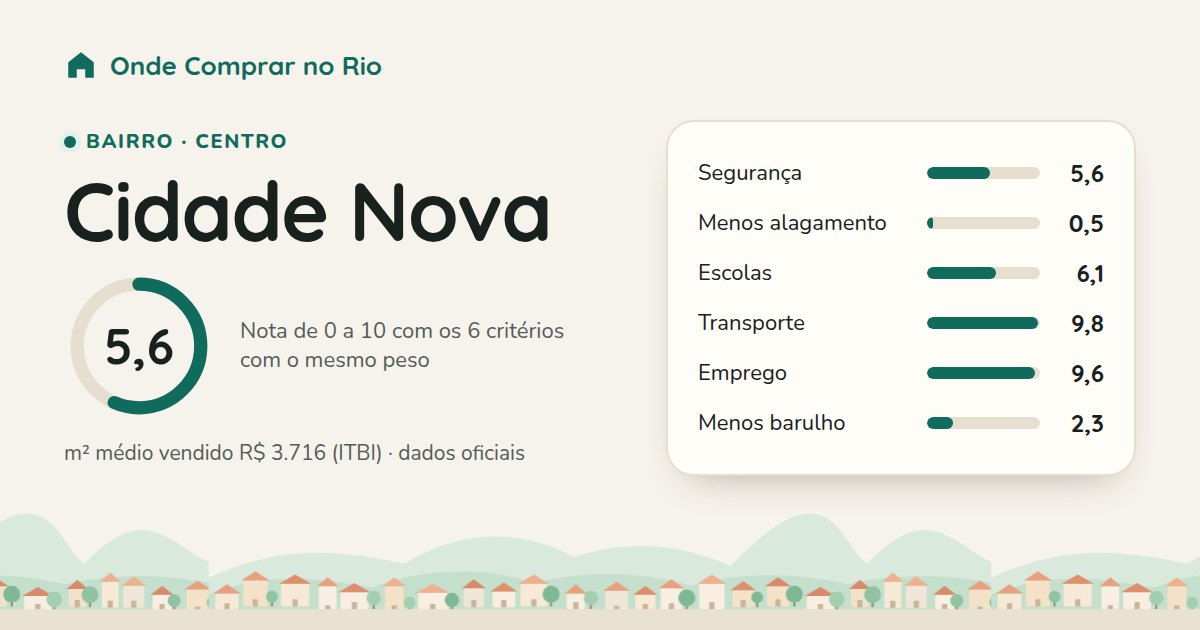 Onde Comprar no Rio
BAIRRO · CENTRO
Cidade Nova
5,6
Nota de 0 a 10 com os 6 critérios
com o mesmo peso
m² médio vendido R$ 3.716 (ITBI) · dados oficiais
Segurança 5,6
Menos alagamento 0,5
Escolas 6,1
Transporte 9,8
Emprego 9,6
Menos barulho 2,3